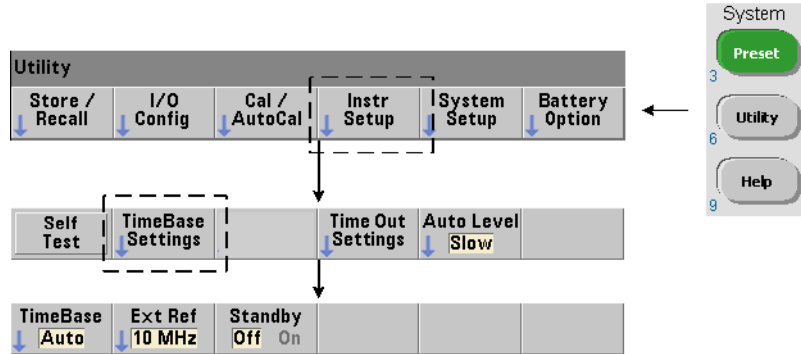 System
Preset
3
Utility
6
Help
9
Utility
Store / Recall
I/O Config
Cal / AutoCal
Instr Setup
System Setup
Battery Option
Self Test
TimeBase Settings
Time Out Settings
Auto Level
Slow
TimeBase
Auto
Ext Ref
10 MHz
Standby
Off On